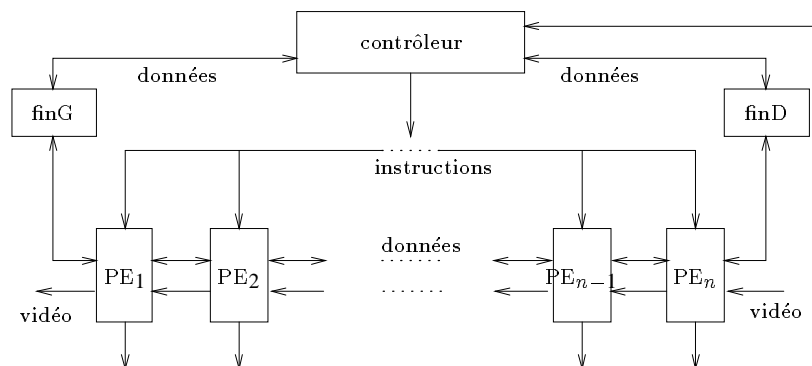 contrôleur
données
données
finG
finD
instructions
données
PE1
PE2
PEn−1
PEn
vidéo
vidéo